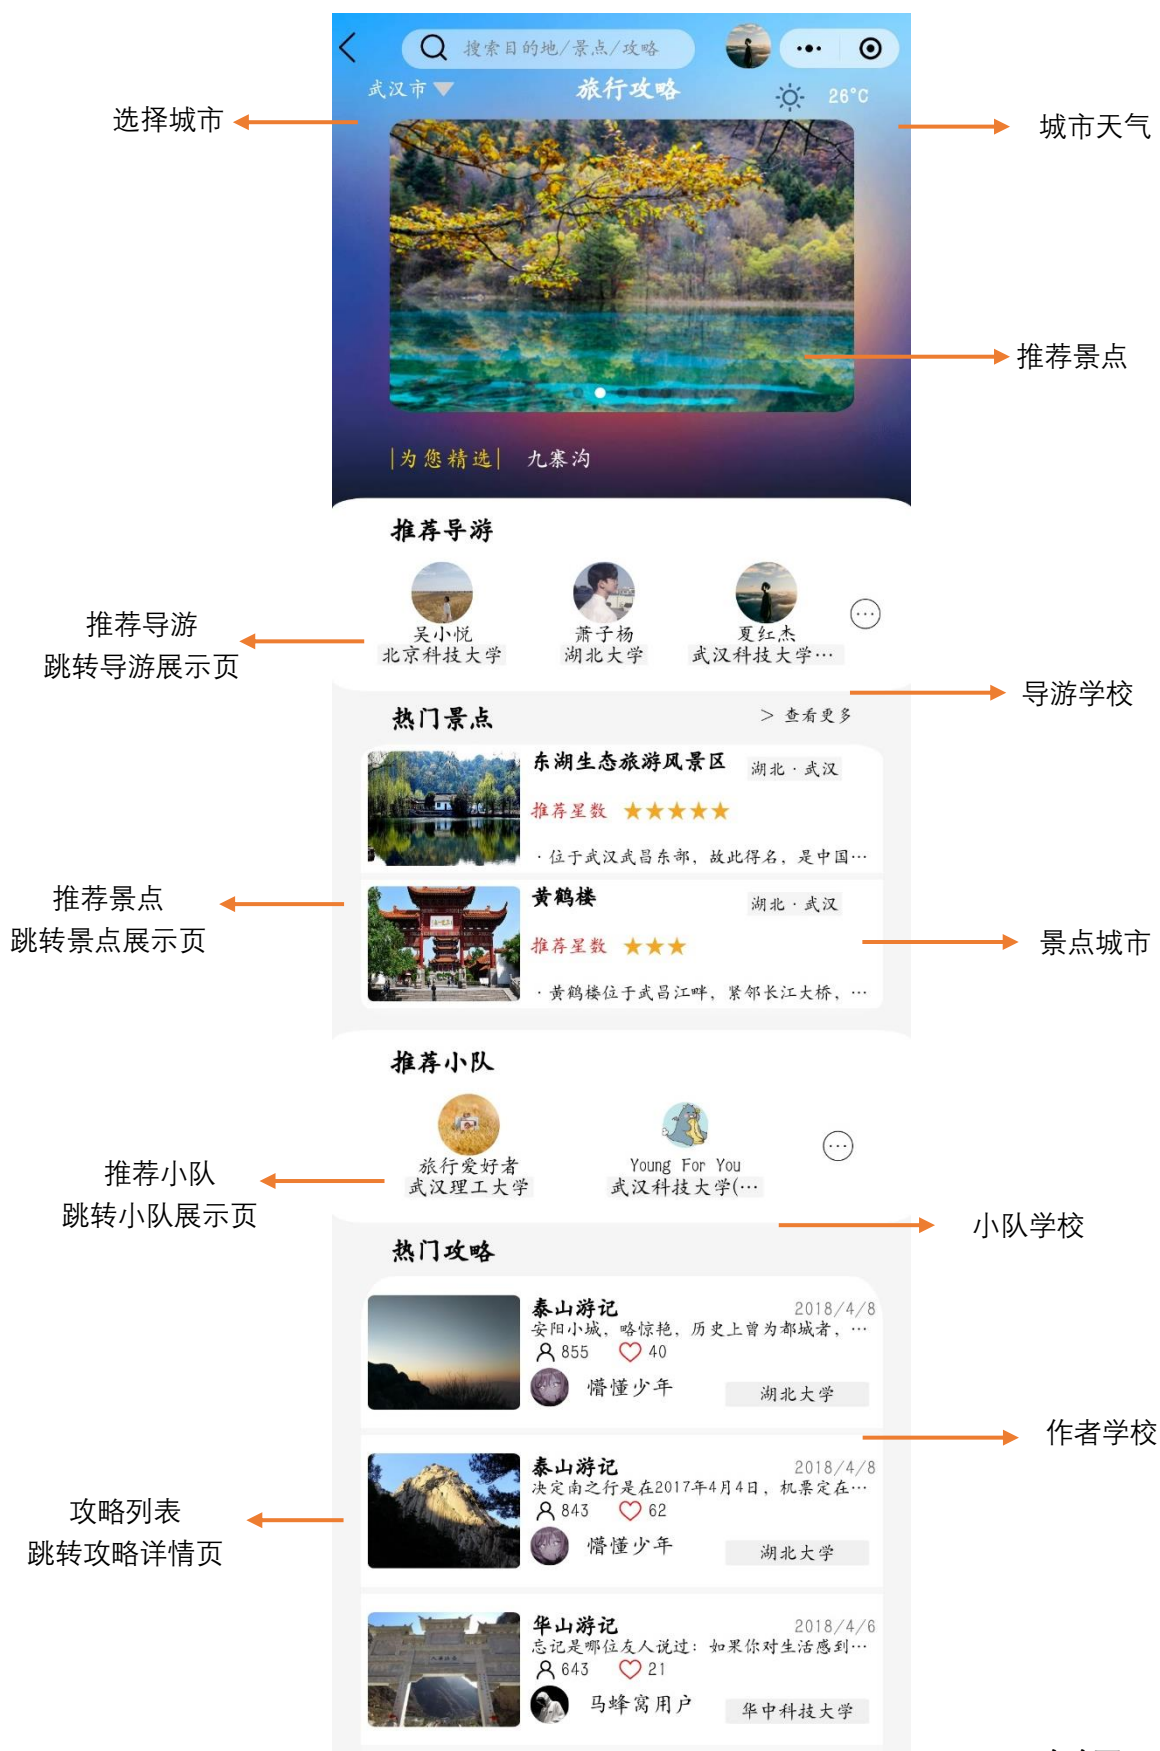 搜索目的地/景点/攻略
武汉市
旅行攻略
26°C
选择城市
城市天气
推荐景点
|为您精选| 九寨沟
推荐导游
吴小悦
北京科技大学
萧子杨
湖北大学
夏红杰
武汉科技大学…
推荐导游
跳转导游展示页
导游学校
热门景点
> 查看更多
东湖生态旅游风景区
湖北·武汉
推荐星数 ★★★★★
·位于武汉武昌东部，故此得名，是中国…
黄鹤楼
湖北·武汉
推荐星数 ★★★
·黄鹤楼位于武昌江畔，紧邻长江大桥，…
推荐景点
跳转景点展示页
景点城市
推荐小队
旅行爱好者
武汉理工大学
Young For You
武汉科技大学(…
推荐小队
跳转小队展示页
小队学校
热门攻略
泰山游记
2018/4/8
安阳小城，略惊艳，历史上曾为都城者，…
855 40
懵懂少年
湖北大学
作者学校
泰山游记
2018/4/8
决定南之行是在2017年4月4日，机票定在…
843 62
懵懂少年
湖北大学
攻略列表
跳转攻略详情页
华山游记
2018/4/6
忘记是哪位友人说过：如果你对生活感到…
643 21
马蜂窝用户
华中科技大学